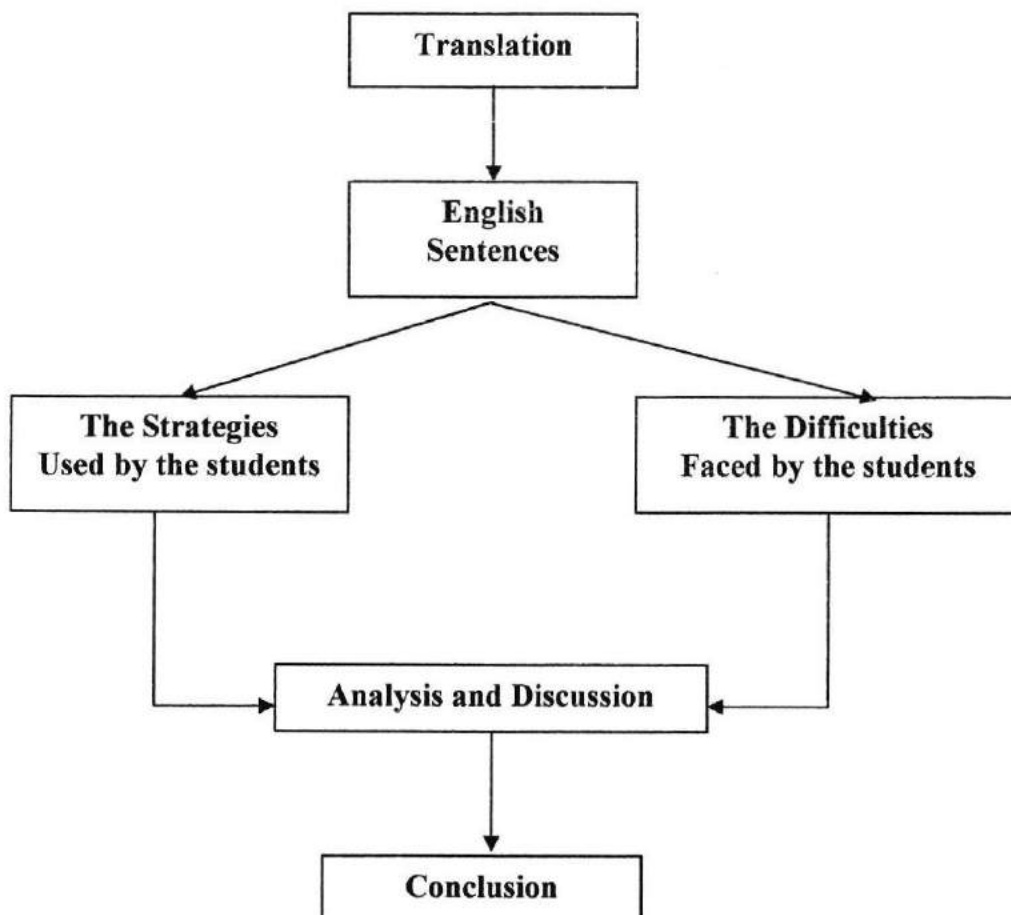 Translation
English
Sentences
The Strategies
Used by the students
The Difficulties
Faced by the students
Analysis and Discussion
Conclusion